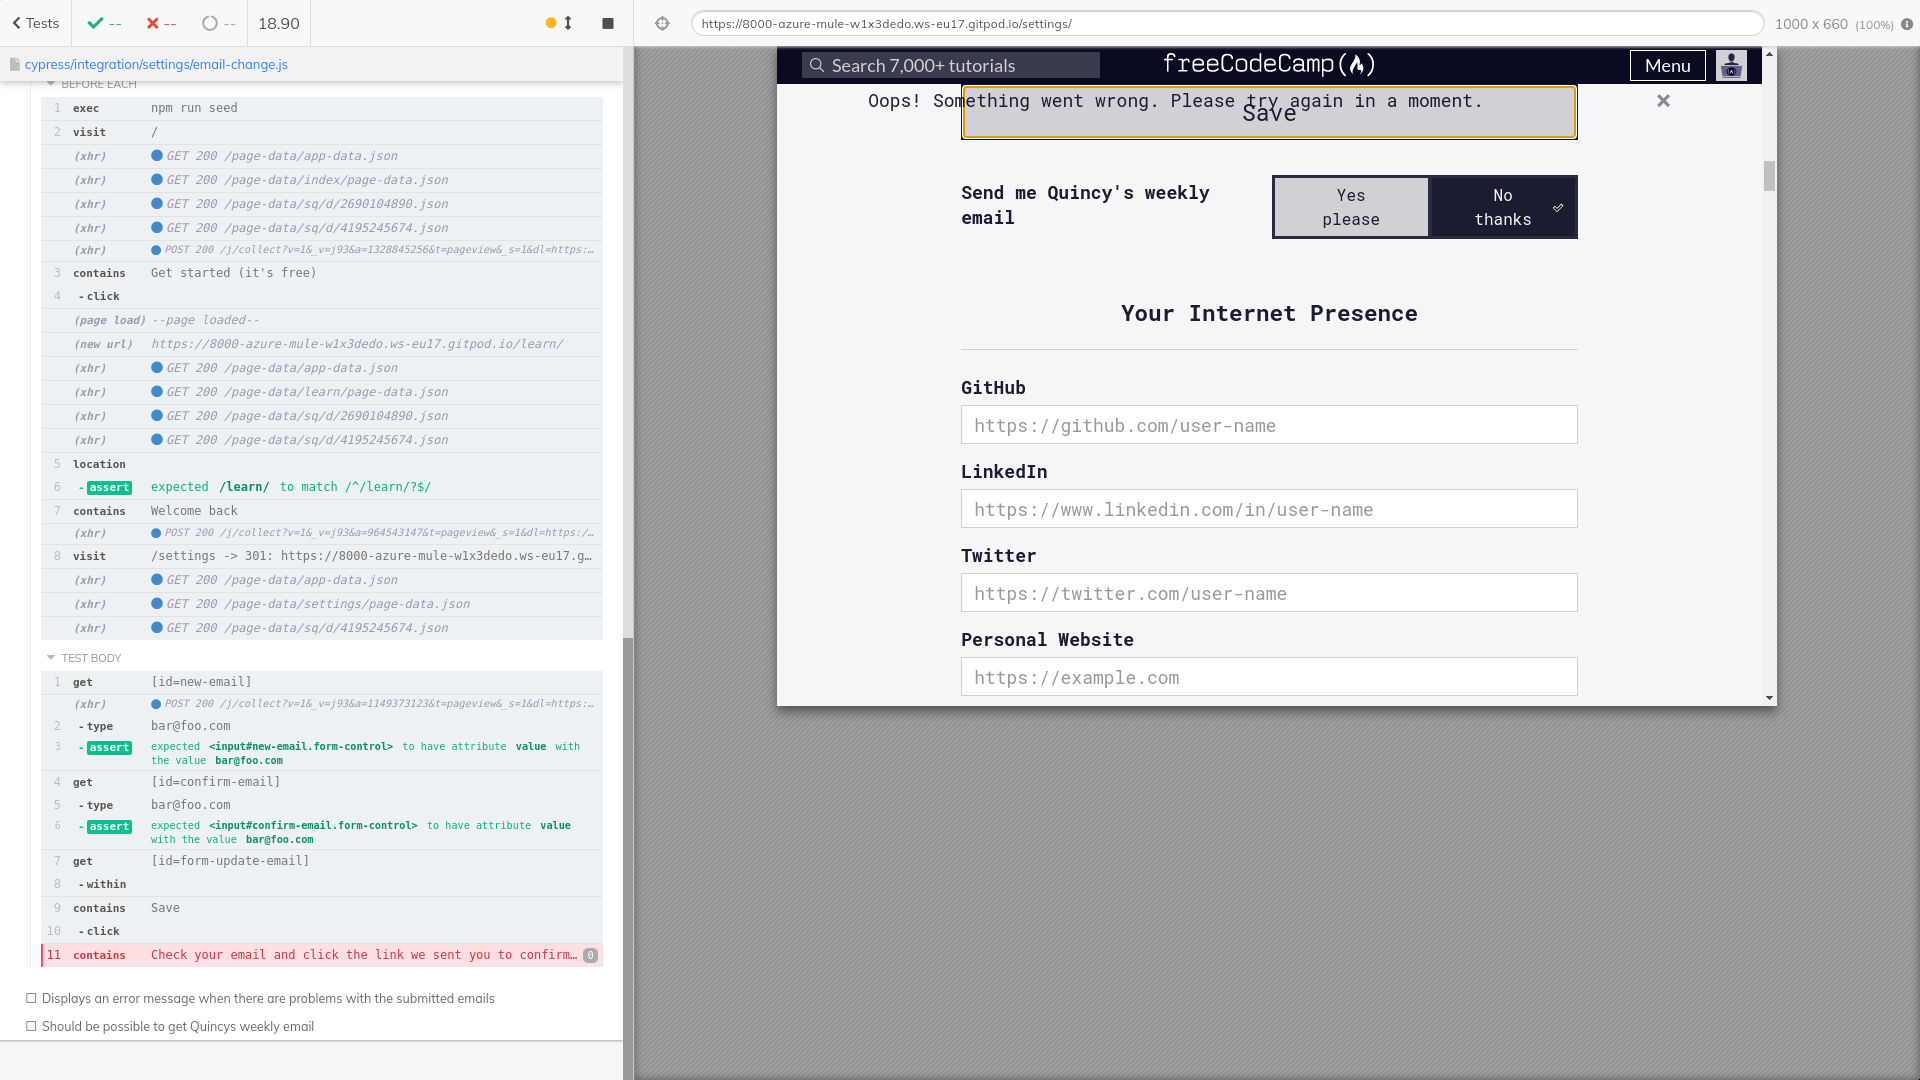 Tests
--
--
--
18.90
cypress/integration/settings/email-change.js
BEFORE EACH
1 exec npm run seed
2 visit /
(xhr) GET 200 /page-data/app-data.json
(xhr) GET 200 /page-data/index/page-data.json
(xhr) GET 200 /page-data/sq/d/2690104890.json
(xhr) GET 200 /page-data/sq/d/4195245674.json
(xhr) POST 200 /j/collect?v=1&_v=j93&a=1328845256&t=pageview&_s=1&dl=https:…
3 contains Get started (it's free)
4 -click
(page load) --page loaded--
(new url) https://8000-azure-mule-w1x3dedo.ws-eu17.gitpod.io/learn/
(xhr) GET 200 /page-data/app-data.json
(xhr) GET 200 /page-data/learn/page-data.json
(xhr) GET 200 /page-data/sq/d/2690104890.json
(xhr) GET 200 /page-data/sq/d/4195245674.json
5 location
6 -assert expected /learn/ to match /^/learn/?$/
7 contains Welcome back
(xhr) POST 200 /j/collect?v=1&_v=j93&a=964543147&t=pageview&_s=1&dl=https:/…
8 visit /settings -> 301: https://8000-azure-mule-w1x3dedo.ws-eu17.g…
(xhr) GET 200 /page-data/app-data.json
(xhr) GET 200 /page-data/settings/page-data.json
(xhr) GET 200 /page-data/sq/d/4195245674.json
TEST BODY
1 get [id=new-email]
(xhr) POST 200 /j/collect?v=1&_v=j93&a=1149373123&t=pageview&_s=1&dl=https:…
2 -type bar@foo.com
3 -assert expected <input#new-email.form-control> to have attribute value with
the value bar@foo.com
4 get [id=confirm-email]
5 -type bar@foo.com
6 -assert expected <input#confirm-email.form-control> to have attribute value
with the value bar@foo.com
7 get [id=form-update-email]
8 -within
9 contains Save
10 -click
11 contains Check your email and click the link we sent you to confirm… 0
Displays an error message when there are problems with the submitted emails
Should be possible to get Quincys weekly email
https://8000-azure-mule-w1x3dedo.ws-eu17.gitpod.io/settings/
1000 x 660 (100%)
Search 7,000+ tutorials
freeCodeCamp
Menu
Oops! Something went wrong. Please try again in a moment.
Save
Send me Quincy's weekly
email
Yes
please
No
thanks
Your Internet Presence
GitHub
https://github.com/user-name
LinkedIn
https://www.linkedin.com/in/user-name
Twitter
https://twitter.com/user-name
Personal Website
https://example.com